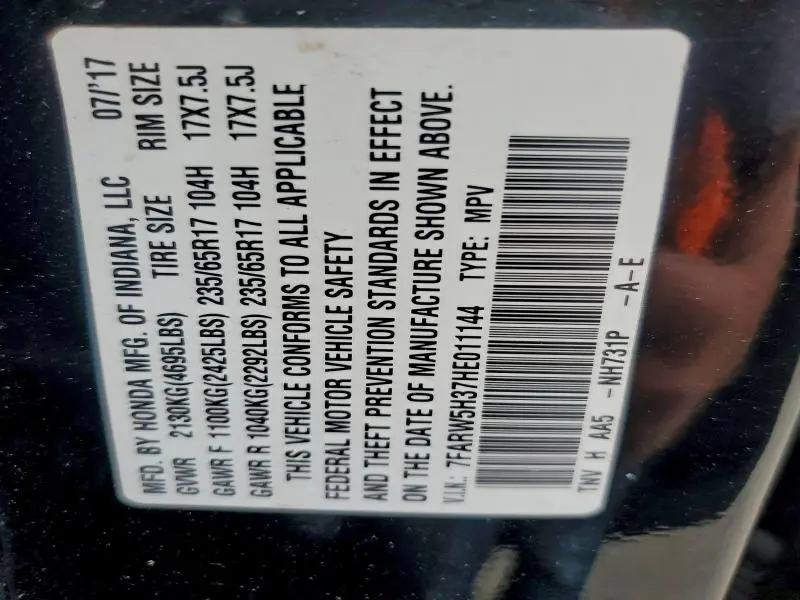 MFD. BY HONDA MFG. OF INDIANA, LLC 07/'17
GVWR 2130KG(4695LBS) TIRE SIZE RIM SIZE
GAWR F 1100KG(2425LBS) 235/65R17 104H 17X7.5J
GAWR R 1040KG(2292LBS) 235/65R17 104H 17X7.5J
THIS VEHICLE CONFORMS TO ALL APPLICABLE
FEDERAL MOTOR VEHICLE SAFETY
AND THEFT PREVENTION STANDARDS IN EFFECT
ON THE DATE OF MANUFACTURE SHOWN ABOVE.
V.I.N.: 7FARW5H37HE011144 TYPE: MPV
TNV H AA5 -NH731P -A-E